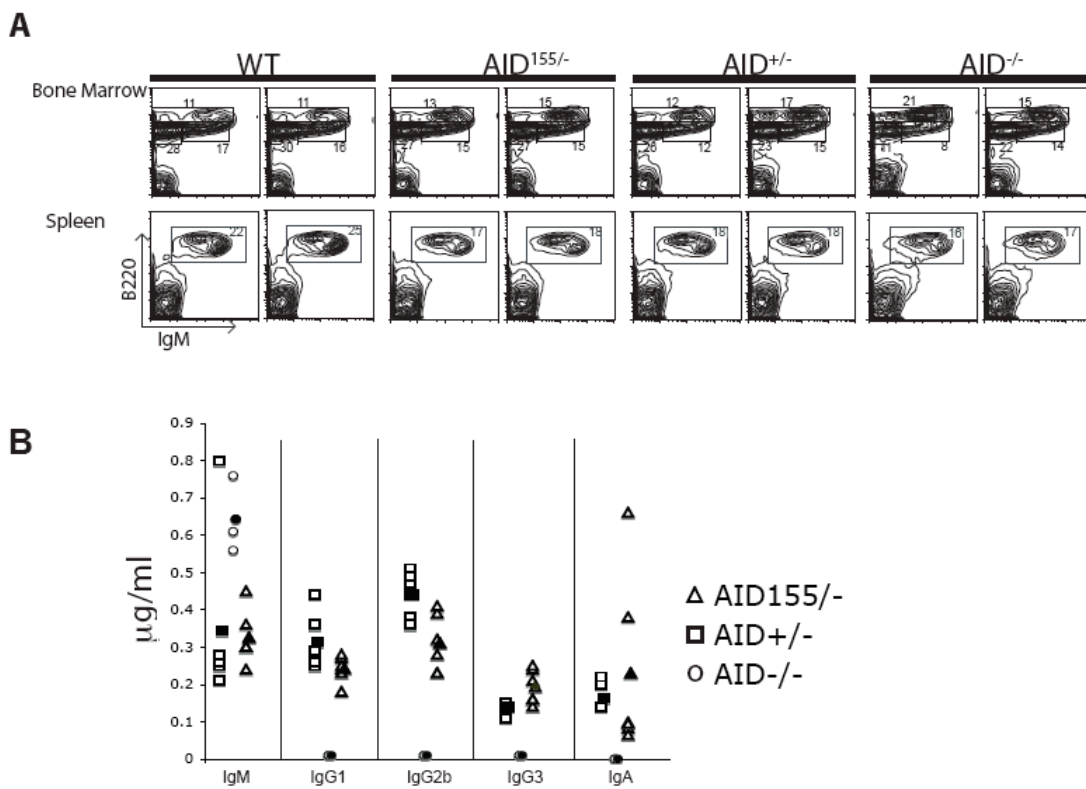 A
WT AID155/- AID+/- AID-/-
Bone Marrow
11 11 13 15 12 17 21 15
28 17 30 16 27 15 27 15 26 12 23 15 11 8 22 14
Spleen
22 25 17 18 18 18 16 17
B220
IgM
B
0.9
0.8
0.7
0.6
0.5
0.4
0.3
0.2
0.1
0
µg/ml
IgM IgG1 IgG2b IgG3 IgA
AID155/-
AID+/-
AID-/-